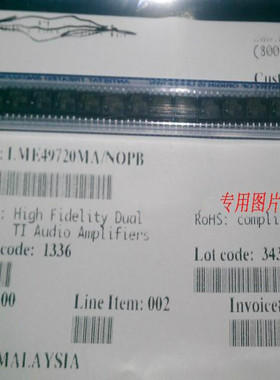 (800
Cust
: LME49720MA/NOPB
专用图片
: High Fidelity Dual
RoHS: compli
TI Audio Amplifiers
code: 1336
Lot code: 343
00
Line Item: 002
Invoice#
MALAYSIA